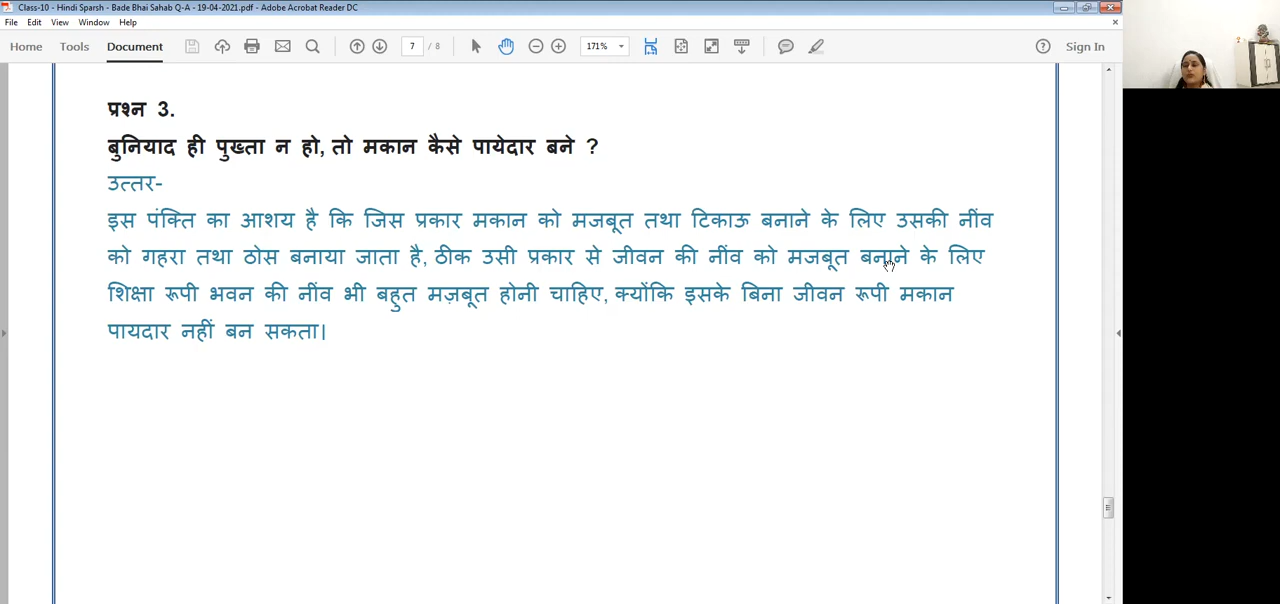 Class-10 - Hindi Sparsh - Bade Bhai Sahab Q-A - 19-04-2021.pdf - Adobe Acrobat Reader DC
File Edit View Window Help
Home Tools Document 7 / 8 171% Sign In
प्रश्न 3.
बुनियाद ही पुख्ता न हो, तो मकान कैसे पायेदार बने ?
उत्तर-
इस पंक्ति का आशय है कि जिस प्रकार मकान को मजबूत तथा टिकाऊ बनाने के लिए उसकी नींव
को गहरा तथा ठोस बनाया जाता है, ठीक उसी प्रकार से जीवन की नींव को मजबूत बनाने के लिए
शिक्षा रूपी भवन की नींव भी बहुत मज़बूत होनी चाहिए, क्योंकि इसके बिना जीवन रूपी मकान
पायदार नहीं बन सकता।